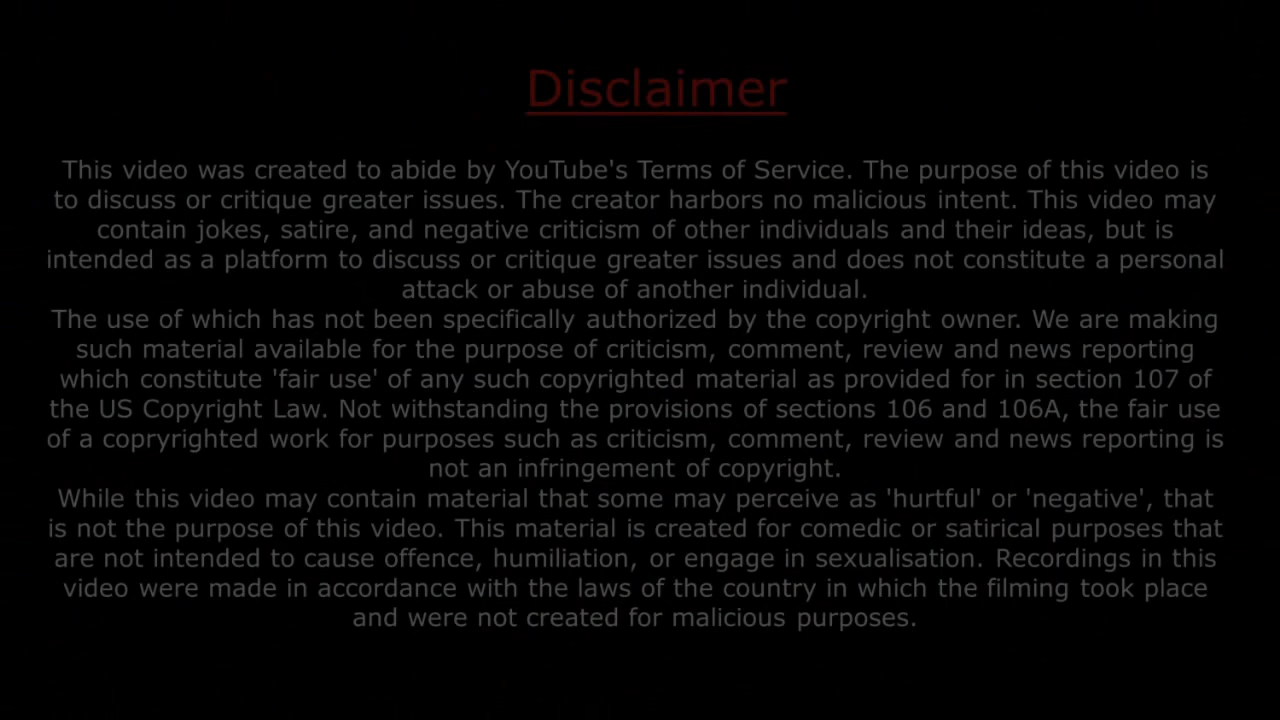 Disclaimer
This video was created to abide by YouTube's Terms of Service. The purpose of this video is
to discuss or critique greater issues. The creator harbors no malicious intent. This video may
contain jokes, satire, and negative criticism of other individuals and their ideas, but is
intended as a platform to discuss or critique greater issues and does not constitute a personal
attack or abuse of another individual.
The use of which has not been specifically authorized by the copyright owner. We are making
such material available for the purpose of criticism, comment, review and news reporting
which constitute 'fair use' of any such copyrighted material as provided for in section 107 of
the US Copyright Law. Not withstanding the provisions of sections 106 and 106A, the fair use
of a copryrighted work for purposes such as criticism, comment, review and news reporting is
not an infringement of copyright.
While this video may contain material that some may perceive as 'hurtful' or 'negative', that
is not the purpose of this video. This material is created for comedic or satirical purposes that
are not intended to cause offence, humiliation, or engage in sexualisation. Recordings in this
video were made in accordance with the laws of the country in which the filming took place
and were not created for malicious purposes.